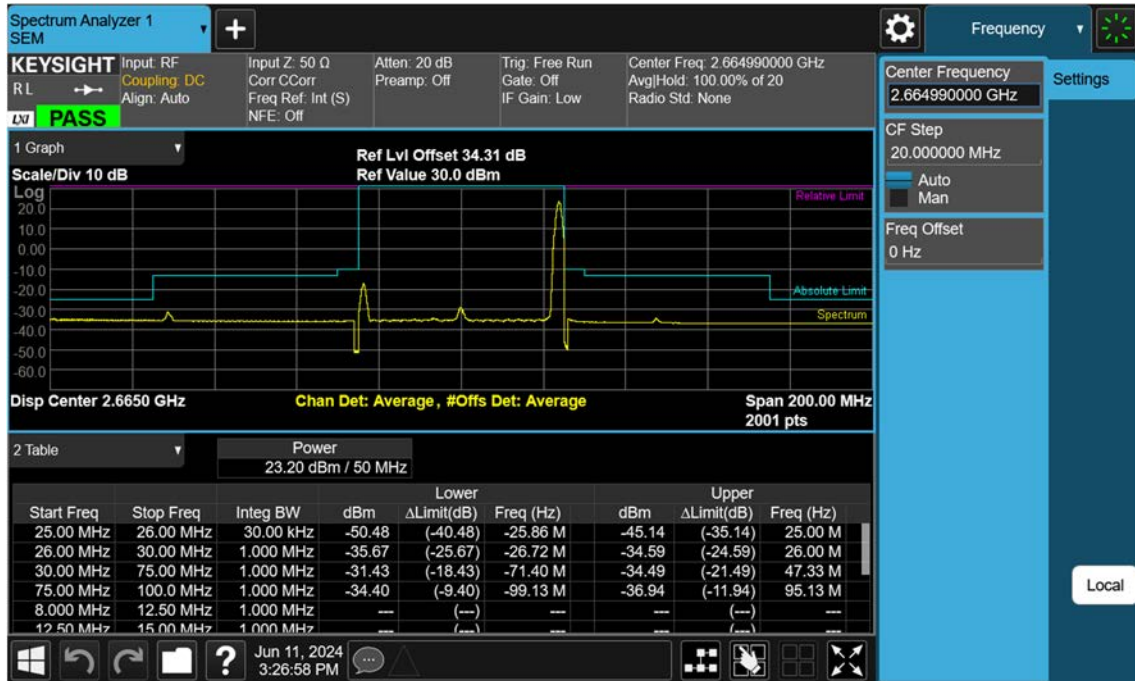 Spectrum Analyzer 1
SEM
+
Frequency
KEYSIGHT
RL
LXI PASS
Input: RF
Coupling: DC
Align: Auto
Input Z: 50 Ω
Corr CCorr
Freq Ref: Int (S)
NFE: Off
Atten: 20 dB
Preamp: Off
Trig: Free Run
Gate: Off
IF Gain: Low
Center Freq: 2.664990000 GHz
Avg|Hold: 100.00% of 20
Radio Std: None
Center Frequency
2.664990000 GHz
Settings
CF Step
20.000000 MHz
Auto
Man
Freq Offset
0 Hz
1 Graph
Ref Lvl Offset 34.31 dB
Scale/Div 10 dB Ref Value 30.0 dBm
Log
Relative Limit
20.0
10.0
0.00
-10.0
-20.0
Absolute Limit
-30.0
Spectrum
-40.0
-50.0
-60.0
Disp Center 2.6650 GHz Chan Det: Average, #Offs Det: Average Span 200.00 MHz
2001 pts
2 Table
Power
23.20 dBm / 50 MHz
Lower Upper
Start Freq Stop Freq Integ BW dBm ΔLimit(dB) Freq (Hz) dBm ΔLimit(dB) Freq (Hz)
25.00 MHz 26.00 MHz 30.00 kHz -50.48 (-40.48) -25.86 M -45.14 (-35.14) 25.00 M
26.00 MHz 30.00 MHz 1.000 MHz -35.67 (-25.67) -26.72 M -34.59 (-24.59) 26.00 M
30.00 MHz 75.00 MHz 1.000 MHz -31.43 (-18.43) -71.40 M -34.49 (-21.49) 47.33 M
75.00 MHz 100.0 MHz 1.000 MHz -34.40 (-9.40) -99.13 M -36.94 (-11.94) 95.13 M
8.000 MHz 12.50 MHz 1.000 MHz --- (---) --- --- (---) ---
12.50 MHz 15.00 MHz 1.000 MHz --- (---) --- --- (---) ---
Local
?
Jun 11, 2024
3:26:58 PM